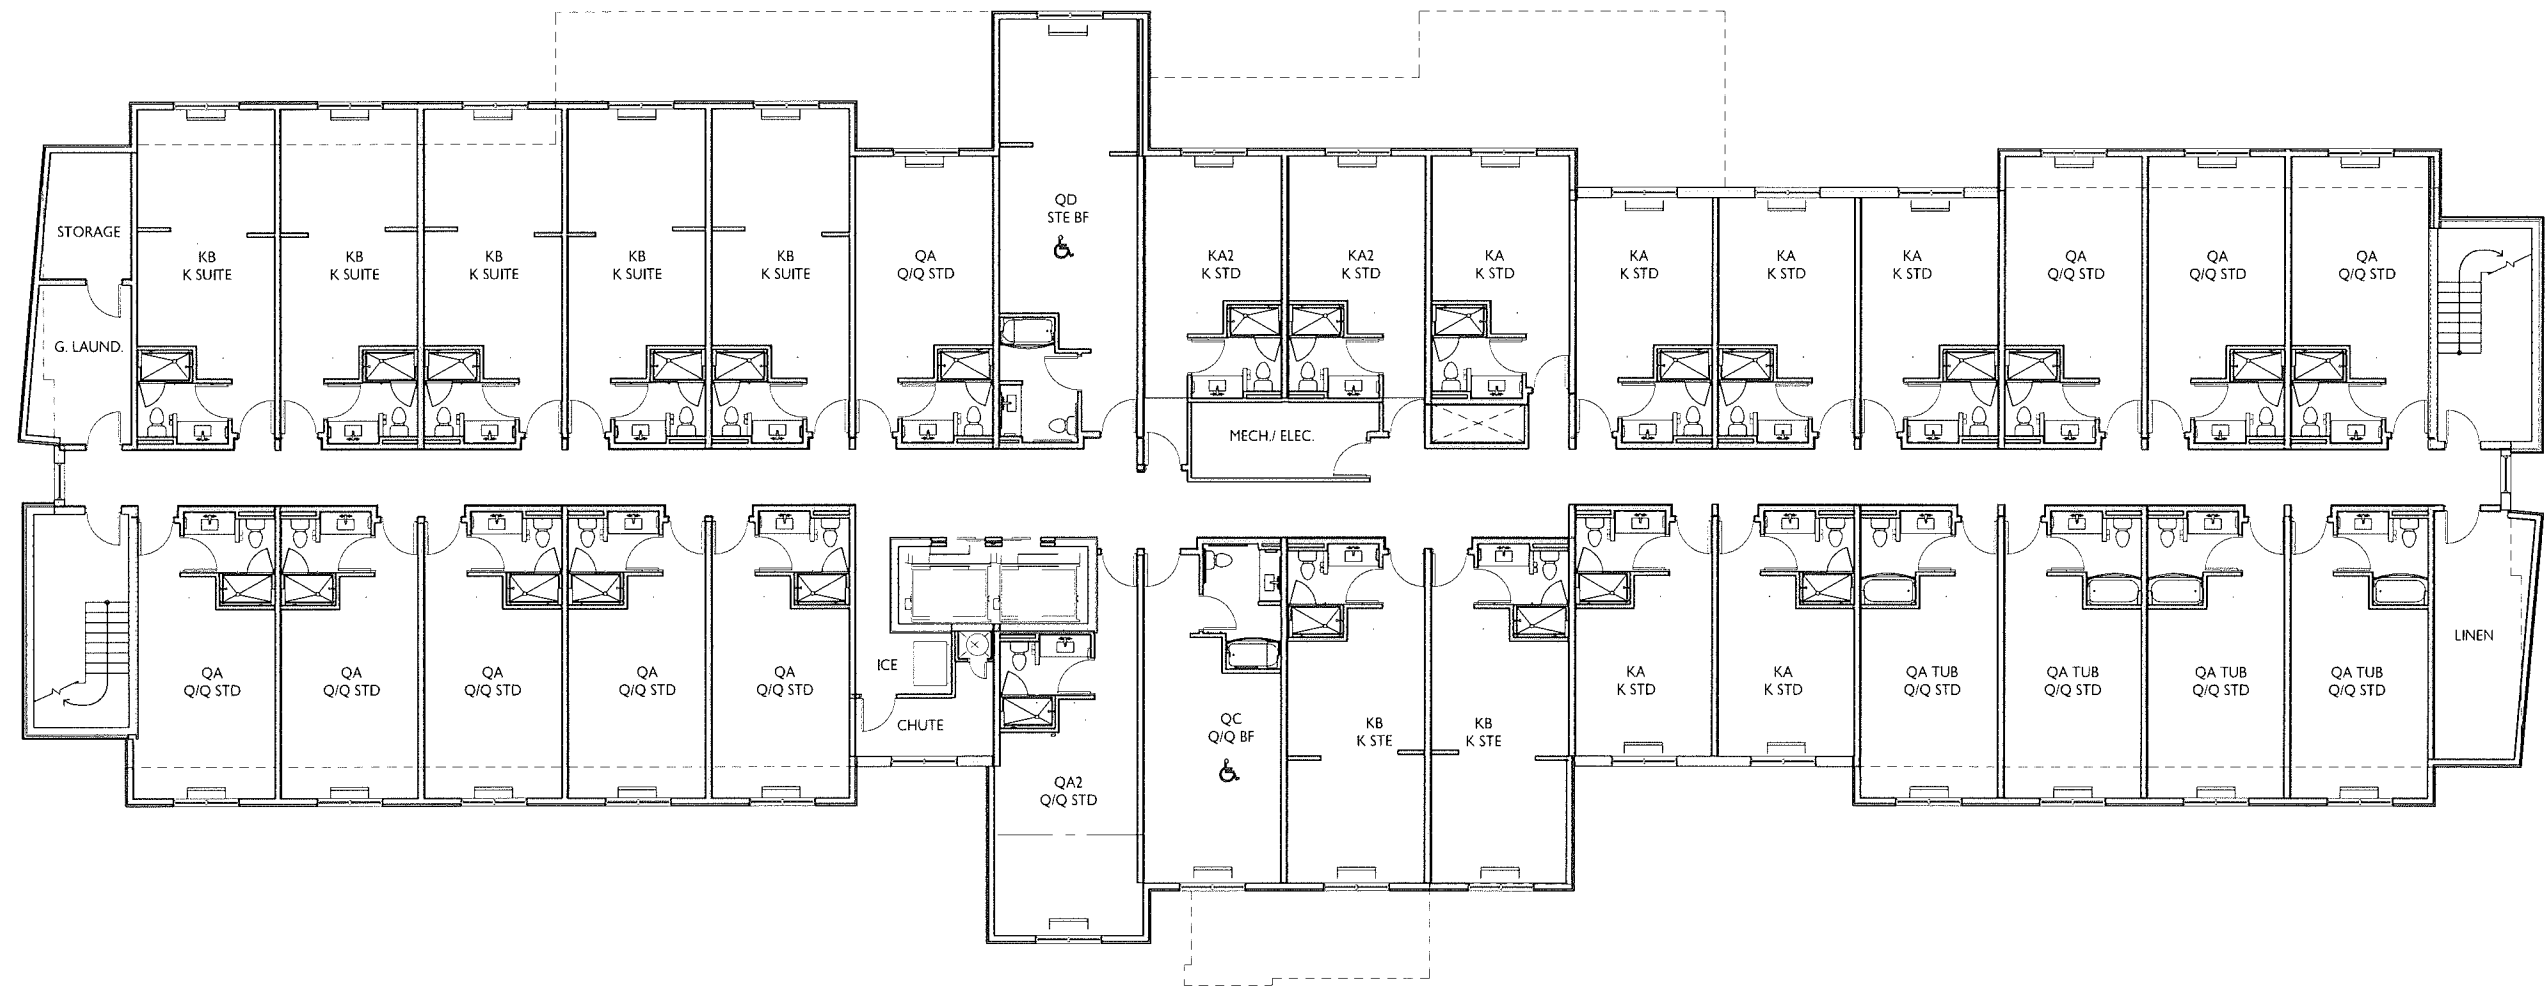 STORAGE
G. LAUND.
KB
K SUITE
KB
K SUITE
KB
K SUITE
KB
K SUITE
KB
K SUITE
QA
Q/Q STD
QD
STE BF
KA2
K STD
KA2
K STD
KA
K STD
KA
K STD
KA
K STD
KA
K STD
QA
Q/Q STD
QA
Q/Q STD
QA
Q/Q STD
MECH./ ELEC.
QA
Q/Q STD
QA
Q/Q STD
QA
Q/Q STD
QA
Q/Q STD
QA
Q/Q STD
ICE
CHUTE
QA2
Q/Q STD
QC
Q/Q BF
KB
K STE
KB
K STE
KA
K STD
KA
K STD
QA TUB
Q/Q STD
QA TUB
Q/Q STD
QA TUB
Q/Q STD
QA TUB
Q/Q STD
LINEN